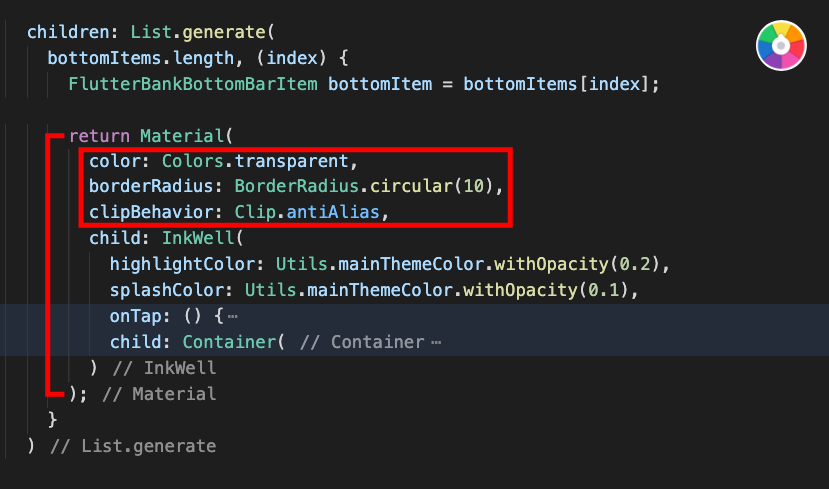 children: List.generate(
bottomItems.length, (index) {
FlutterBankBottomBarItem bottomItem = bottomItems[index];
return Material(
color: Colors.transparent,
borderRadius: BorderRadius.circular(10),
clipBehavior: Clip.antiAlias,
child: InkWell(
highlightColor: Utils.mainThemeColor.withOpacity(0.2),
splashColor: Utils.mainThemeColor.withOpacity(0.1),
onTap: () {⋯
child: Container( // Container ⋯
) // InkWell
); // Material
}
) // List.generate